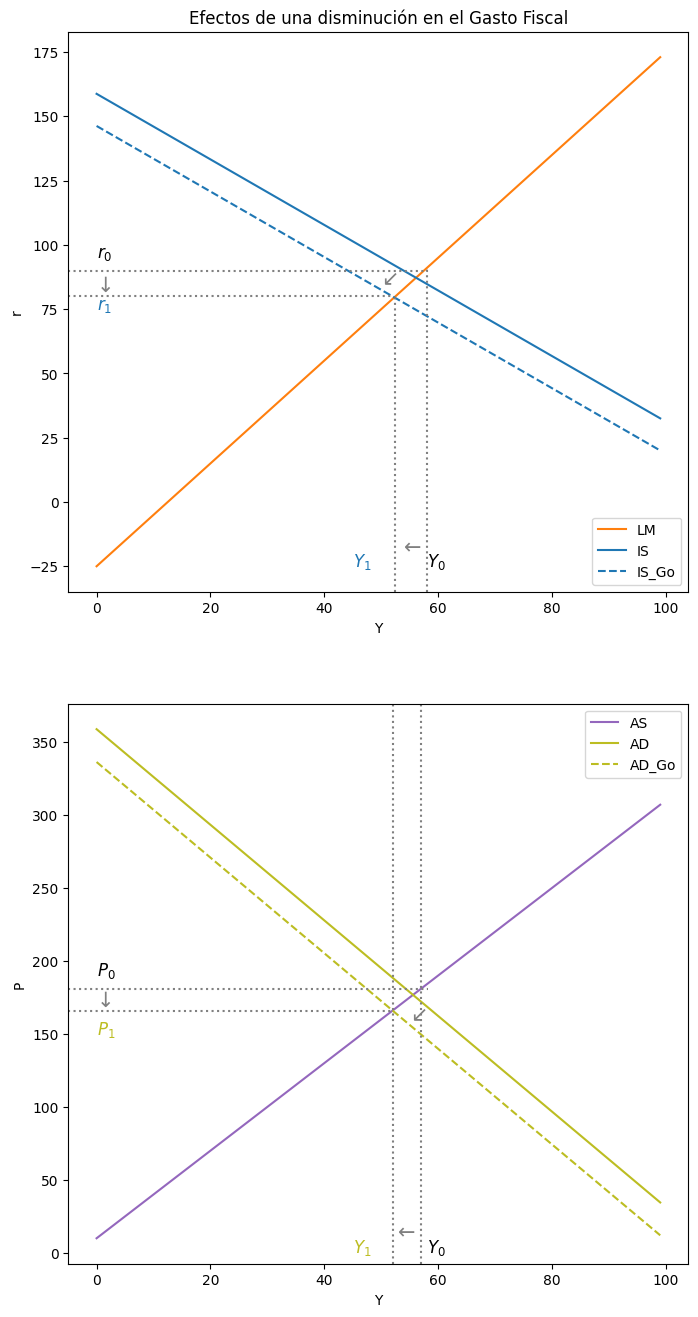 Efectos de una disminución en el Gasto Fiscal
175
150
125
100
75
50
25
0
−25
r
r₀
↓
r₁
↙
←
Y₁
Y₀
LM
IS
IS_Go
0 20 40 60 80 100
Y
350
300
250
200
150
100
50
0
P
AS
AD
AD_Go
P₀
↓
P₁
↙
←
Y₁
Y₀
0 20 40 60 80 100
Y